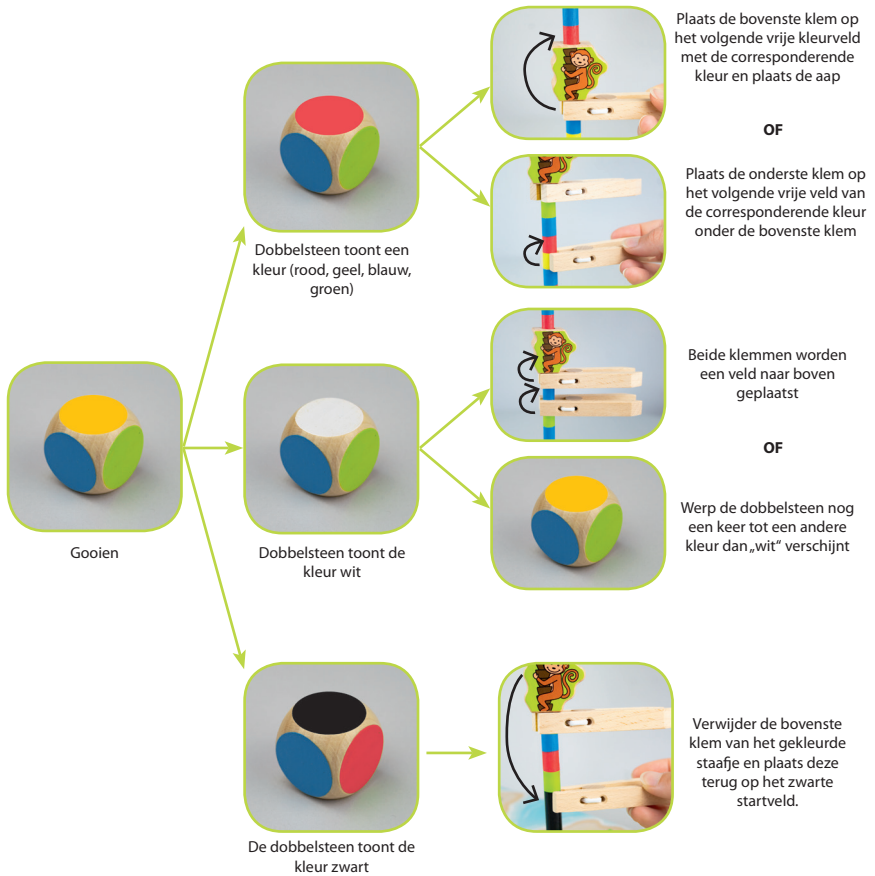 Plaats de bovenste klem op
het volgende vrije kleurveld
met de corresponderende
kleur en plaats de aap
OF
Plaats de onderste klem op
het volgende vrije veld van
de corresponderende kleur
onder de bovenste klem
Dobbelsteen toont een
kleur (rood, geel, blauw,
groen)
Beide klemmen worden
een veld naar boven
geplaatst
OF
Werp de dobbelsteen nog
een keer tot een andere
kleur dan „wit“ verschijnt
Gooien
Dobbelsteen toont de
kleur wit
Verwijder de bovenste
klem van het gekleurde
staafje en plaats deze
terug op het zwarte
startveld.
De dobbelsteen toont de
kleur zwart